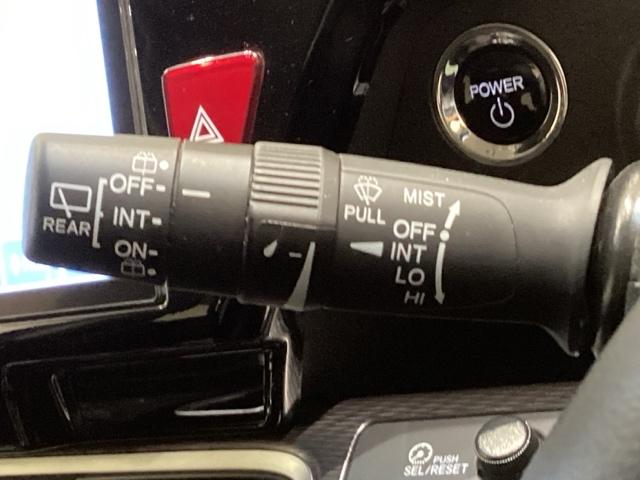 POWER
OFF
INT
ON
REAR
PULL
MIST
OFF
INT
LO
HI
PUSH
SEL/RESET